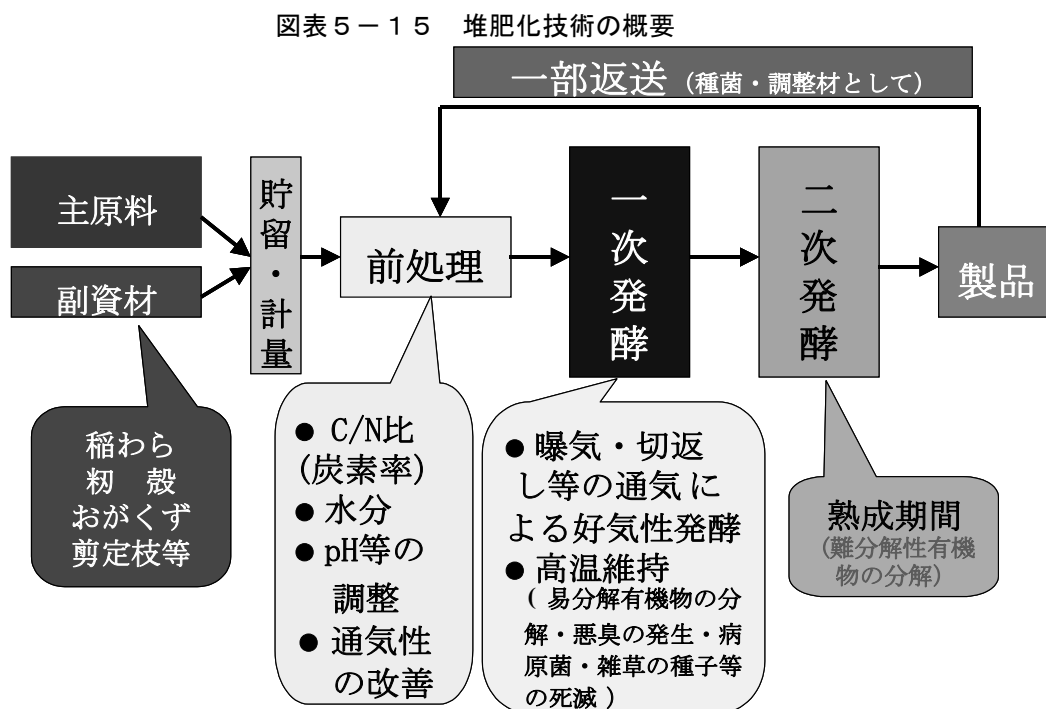 図表５－１５　堆肥化技術の概要
一部返送（種菌・調整材として）
主原料
副資材
貯留・計量
前処理
一次発酵
二次発酵
製品
稲わら
籾　殻
おがくず
剪定枝等
● C/N比
(炭素率)
● 水分
● pH等の
調整
● 通気性
の改善
● 曝気・切返
し等の通気に
よる好気性発酵
● 高温維持
( 易分解有機物の分
解・悪臭の発生・病
原菌・雑草の種子等
の死滅 )
熟成期間
(難分解性有機
物の分解)